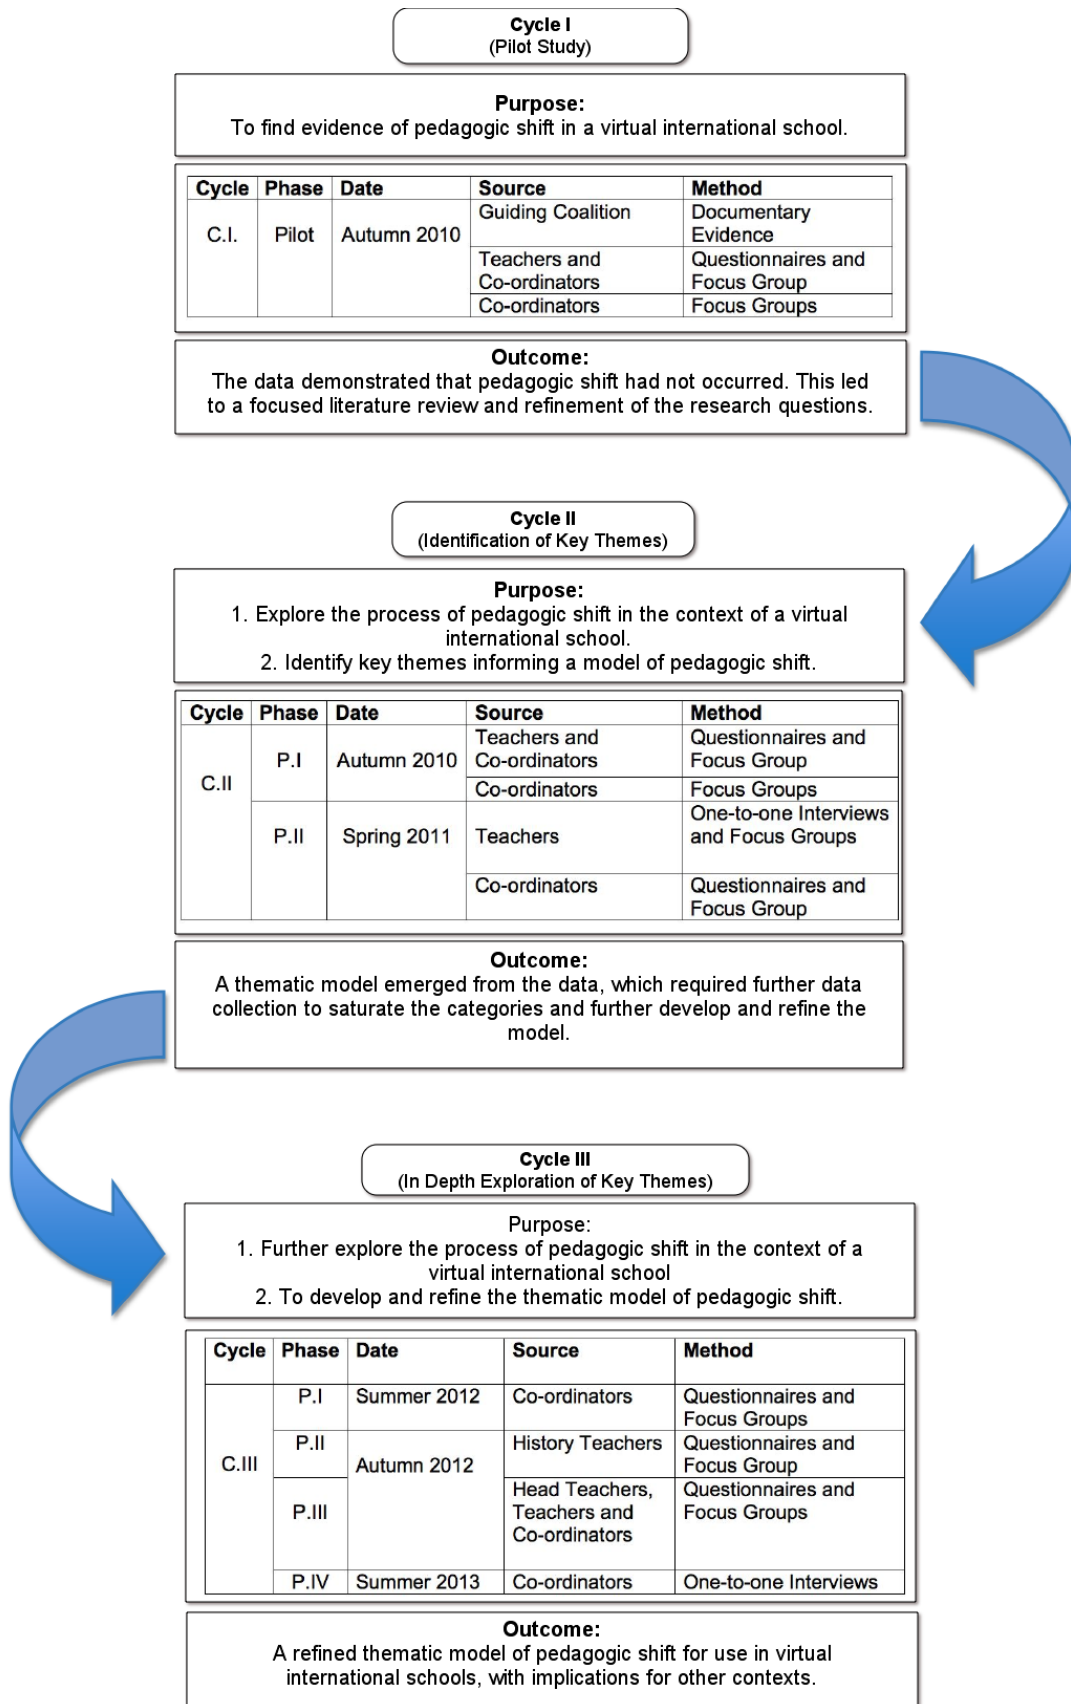 Cycle I
(Pilot Study)
Purpose:
To find evidence of pedagogic shift in a virtual international school.
Cycle Phase Date Source Method
C.I. Pilot Autumn 2010 Guiding Coalition Documentary
Evidence
Teachers and Questionnaires and
Co-ordinators Focus Group
Co-ordinators Focus Groups
Outcome:
The data demonstrated that pedagogic shift had not occurred. This led
to a focused literature review and refinement of the research questions.
Cycle II
(Identification of Key Themes)
Purpose:
1. Explore the process of pedagogic shift in the context of a virtual
international school.
2. Identify key themes informing a model of pedagogic shift.
Cycle Phase Date Source Method
C.II P.I Autumn 2010 Teachers and Questionnaires and
Co-ordinators Focus Group
Co-ordinators Focus Groups
P.II Spring 2011 Teachers One-to-one Interviews
and Focus Groups
Co-ordinators Questionnaires and
Focus Group
Outcome:
A thematic model emerged from the data, which required further data
collection to saturate the categories and further develop and refine the
model.
Cycle III
(In Depth Exploration of Key Themes)
Purpose:
1. Further explore the process of pedagogic shift in the context of a
virtual international school
2. To develop and refine the thematic model of pedagogic shift.
Cycle Phase Date Source Method
C.III P.I Summer 2012 Co-ordinators Questionnaires and
Focus Groups
P.II Autumn 2012 History Teachers Questionnaires and
Focus Group
P.III Head Teachers, Questionnaires and
Teachers and Focus Groups
Co-ordinators
P.IV Summer 2013 Co-ordinators One-to-one Interviews
Outcome:
A refined thematic model of pedagogic shift for use in virtual
international schools, with implications for other contexts.